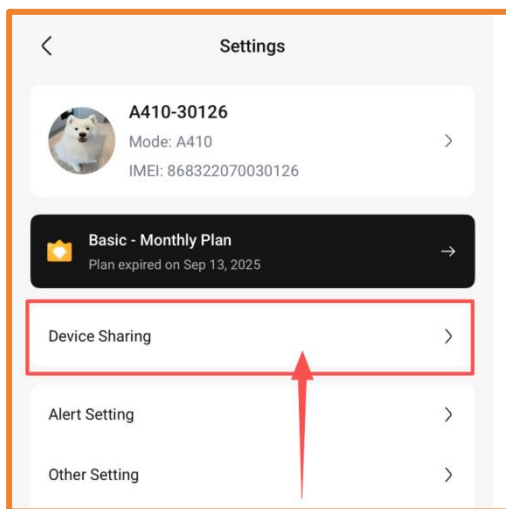 Settings
A410-30126
Mode: A410
IMEI: 868322070030126
Basic - Monthly Plan
Plan expired on Sep 13, 2025
Device Sharing
Alert Setting
Other Setting